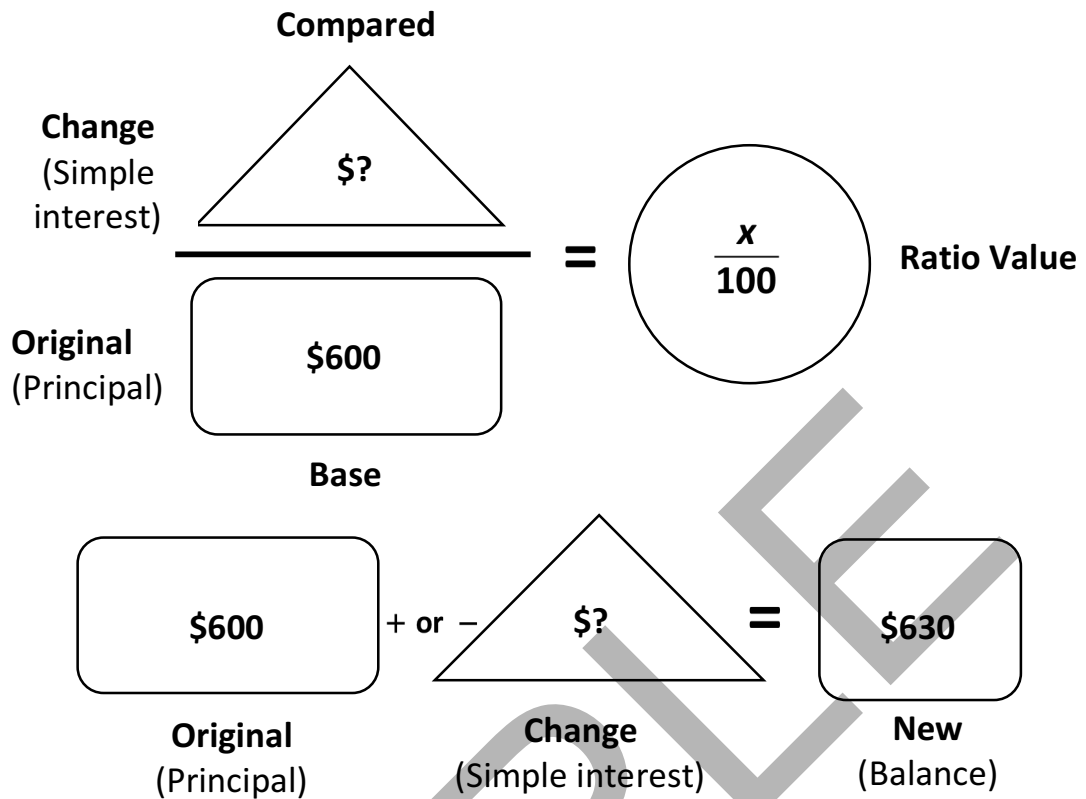 Compared
Change
(Simple
interest)
$?
=
x
100
Ratio Value
Original
(Principal)
$600
Base
$600
+ or −
$?
=
$630
Original
(Principal)
Change
(Simple interest)
New
(Balance)
PLE